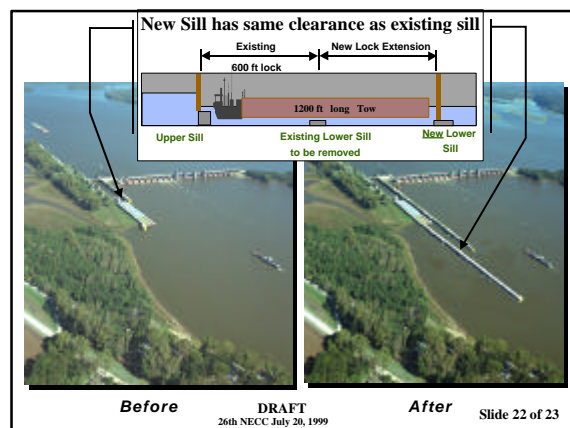 New Sill has same clearance as existing sill
Existing
New Lock Extension
600 ft lock
1200 ft long Tow
Upper Sill
Existing Lower Sill
to be removed
New Lower
Sill
Before
DRAFT
26th NECC July 20, 1999
After
Slide 22 of 23